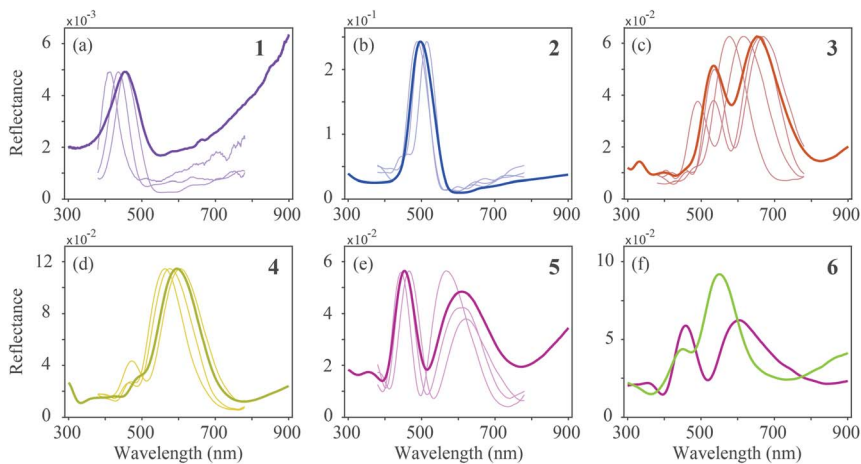 x10⁻³
x10⁻¹
x10⁻²
(a) 1
(b) 2
(c) 3
6
4
2
0
0.2
0.1
0
6
4
2
0
Reflectance
300 500 700 900
300 500 700 900
300 500 700 900
x10⁻²
x10⁻²
x10⁻²
(d) 4
(e) 5
(f) 6
12
8
4
0
6
4
2
0
10
5
0
Reflectance
300 500 700 900
300 500 700 900
300 500 700 900
Wavelength (nm)
Wavelength (nm)
Wavelength (nm)